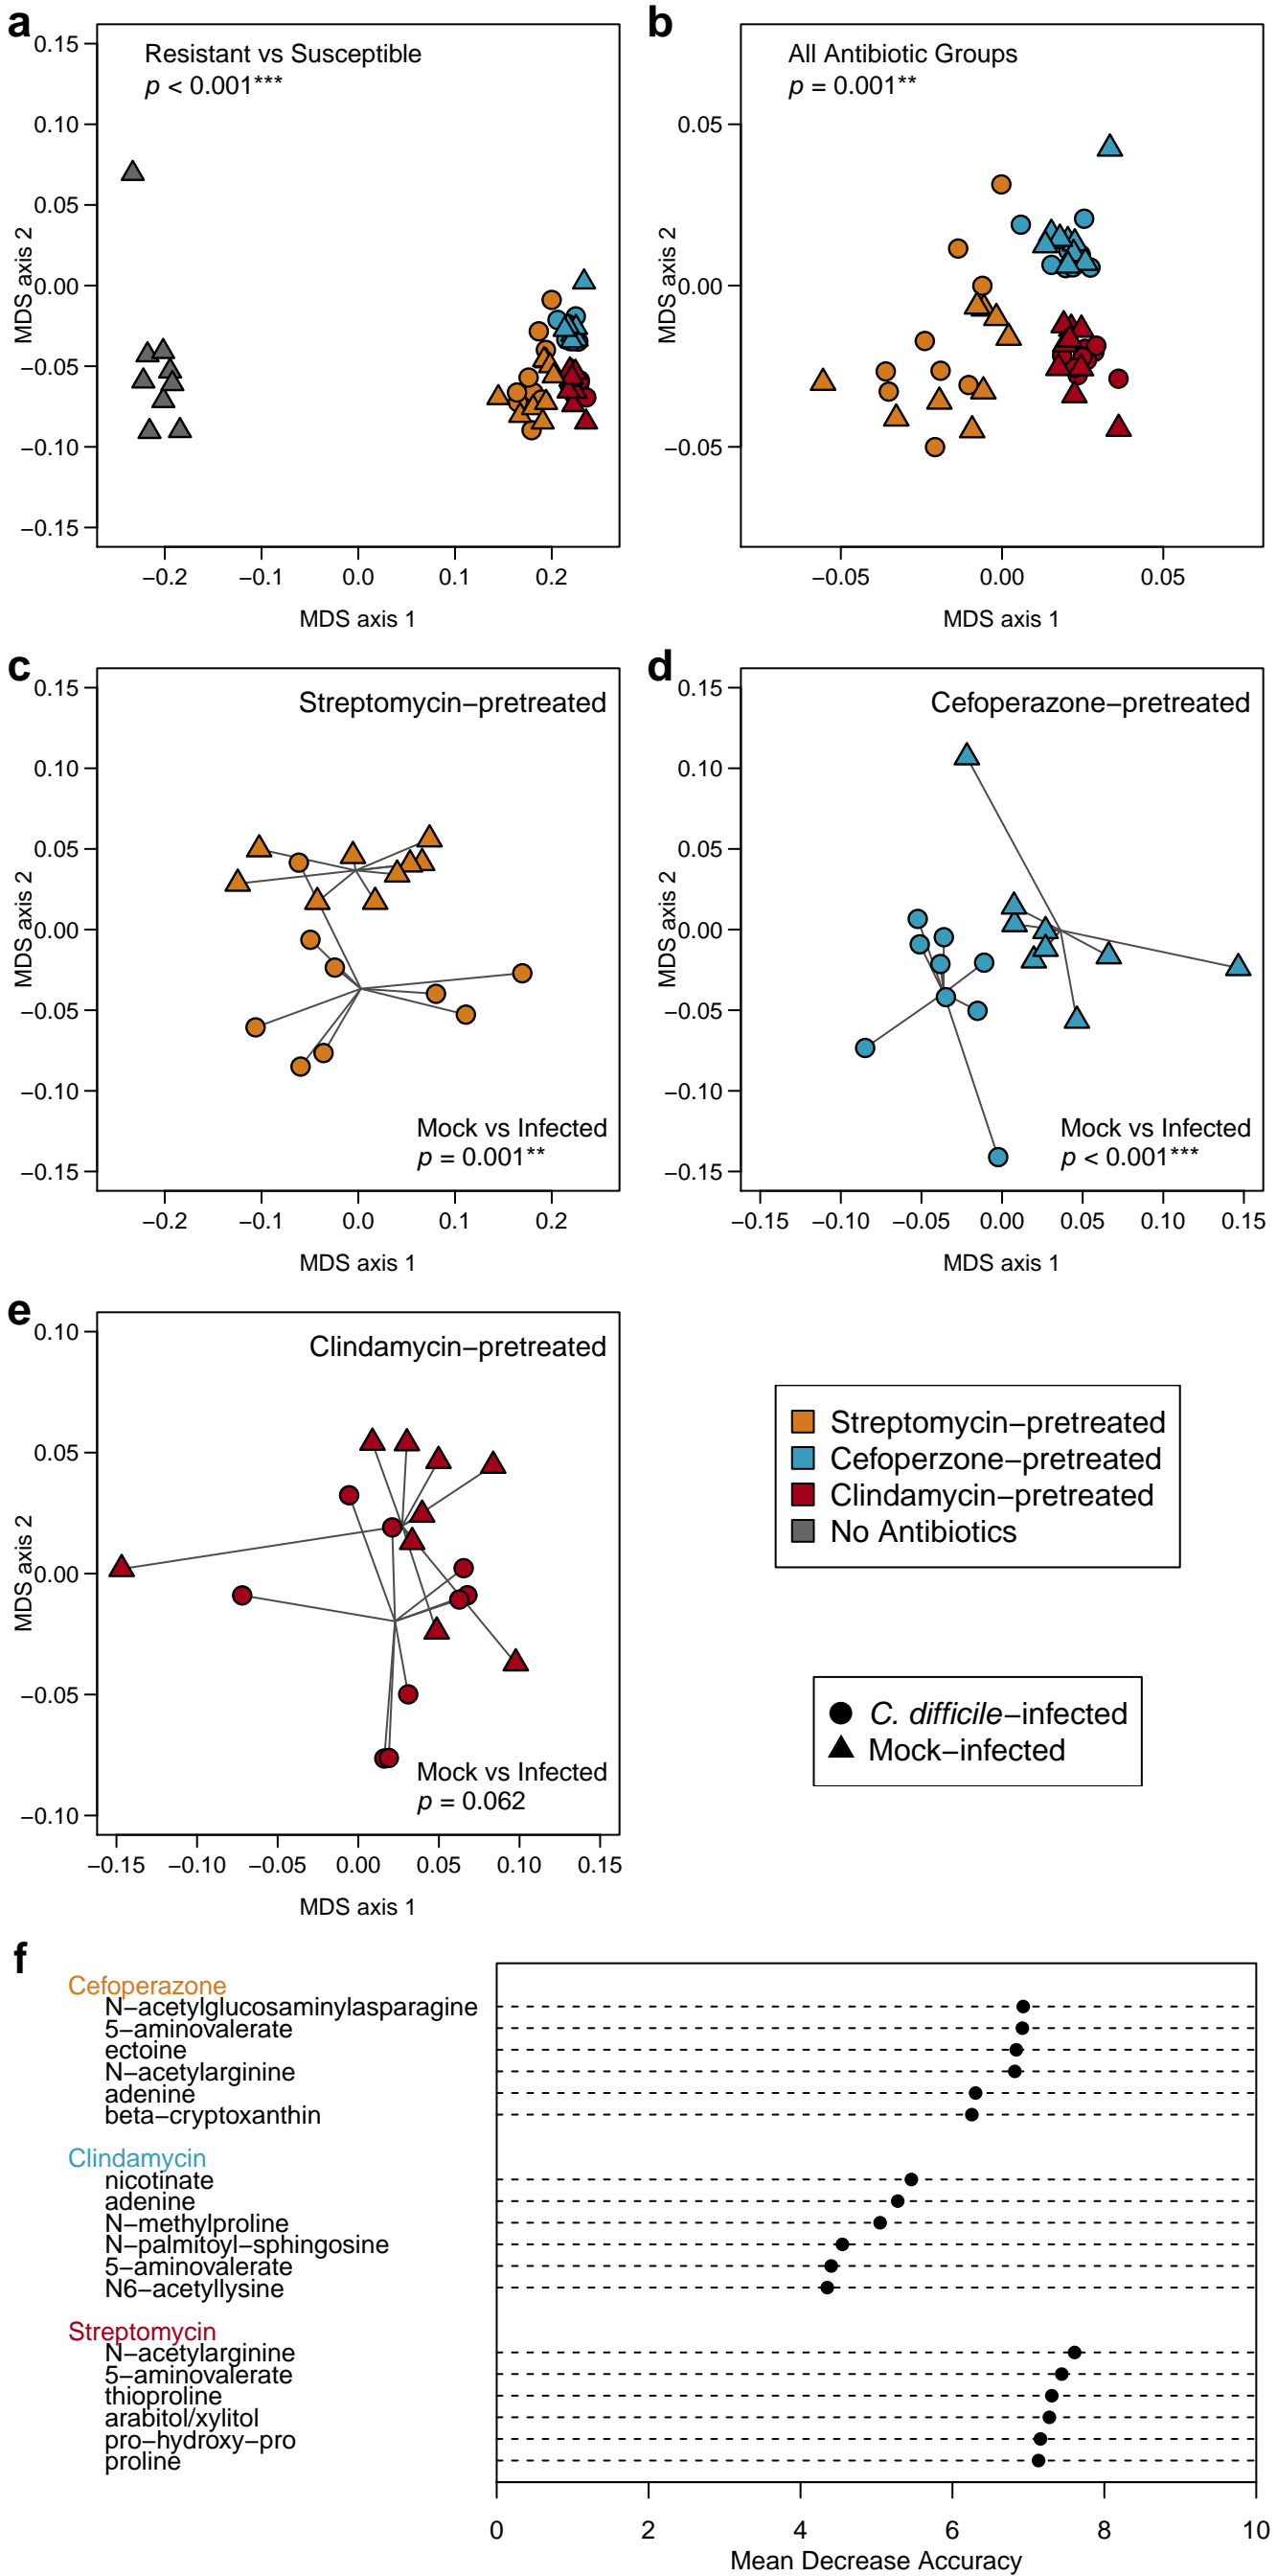 a
Resistant vs Susceptible
p < 0.001***
0.15
0.10
0.05
0.00
−0.05
−0.10
−0.15
MDS axis 2
−0.2 −0.1 0.0 0.1 0.2
MDS axis 1
b
All Antibiotic Groups
p = 0.001**
0.05
0.00
−0.05
MDS axis 2
−0.05 0.00 0.05
MDS axis 1
c
Streptomycin−pretreated
0.15
0.10
0.05
0.00
−0.05
−0.10
−0.15
MDS axis 2
Mock vs Infected
p = 0.001**
−0.2 −0.1 0.0 0.1 0.2
MDS axis 1
d
Cefoperazone−pretreated
0.15
0.10
0.05
0.00
−0.05
−0.10
−0.15
MDS axis 2
Mock vs Infected
p < 0.001***
−0.15 −0.10 −0.05 0.00 0.05 0.10 0.15
MDS axis 1
e
Clindamycin−pretreated
0.10
0.05
0.00
−0.05
−0.10
MDS axis 2
Mock vs Infected
p = 0.062
−0.15 −0.10 −0.05 0.00 0.05 0.10 0.15
MDS axis 1
Streptomycin−pretreated
Cefoperzone−pretreated
Clindamycin−pretreated
No Antibiotics
C. difficile−infected
Mock−infected
f
Cefoperazone
N−acetylglucosaminylasparagine
5−aminovalerate
ectoine
N−acetylarginine
adenine
beta−cryptoxanthin
Clindamycin
nicotinate
adenine
N−methylproline
N−palmitoyl−sphingosine
5−aminovalerate
N6−acetyllysine
Streptomycin
N−acetylarginine
5−aminovalerate
thioproline
arabitol/xylitol
pro−hydroxy−pro
proline
0 2 4 6 8 10
Mean Decrease Accuracy